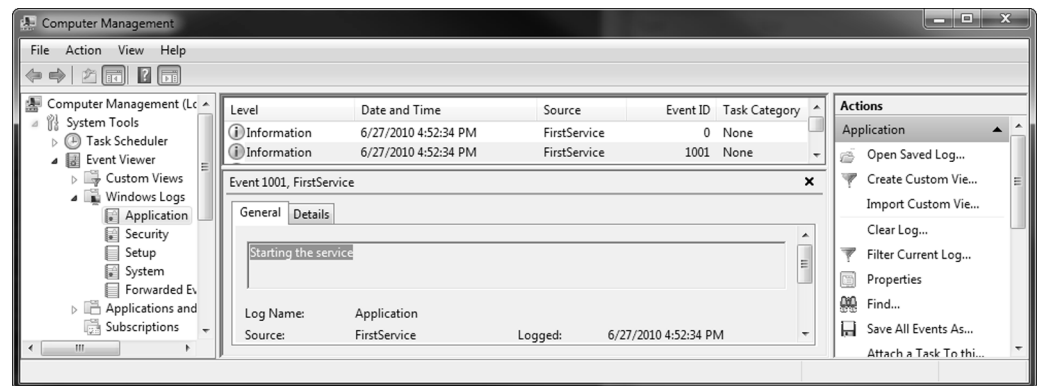 Computer Management
File Action View Help
Computer Management (Lc
System Tools
Task Scheduler
Event Viewer
Custom Views
Windows Logs
Application
Security
Setup
System
Forwarded Ev
Applications and
Subscriptions
Level Date and Time Source Event ID Task Category
Information 6/27/2010 4:52:34 PM FirstService 0 None
Information 6/27/2010 4:52:34 PM FirstService 1001 None
Event 1001, FirstService
General Details
Starting the service
Log Name: Application
Source: FirstService Logged: 6/27/2010 4:52:34 PM
Actions
Application
Open Saved Log...
Create Custom Vie...
Import Custom Vie...
Clear Log...
Filter Current Log...
Properties
Find...
Save All Events As...
Attach a Task To thi...